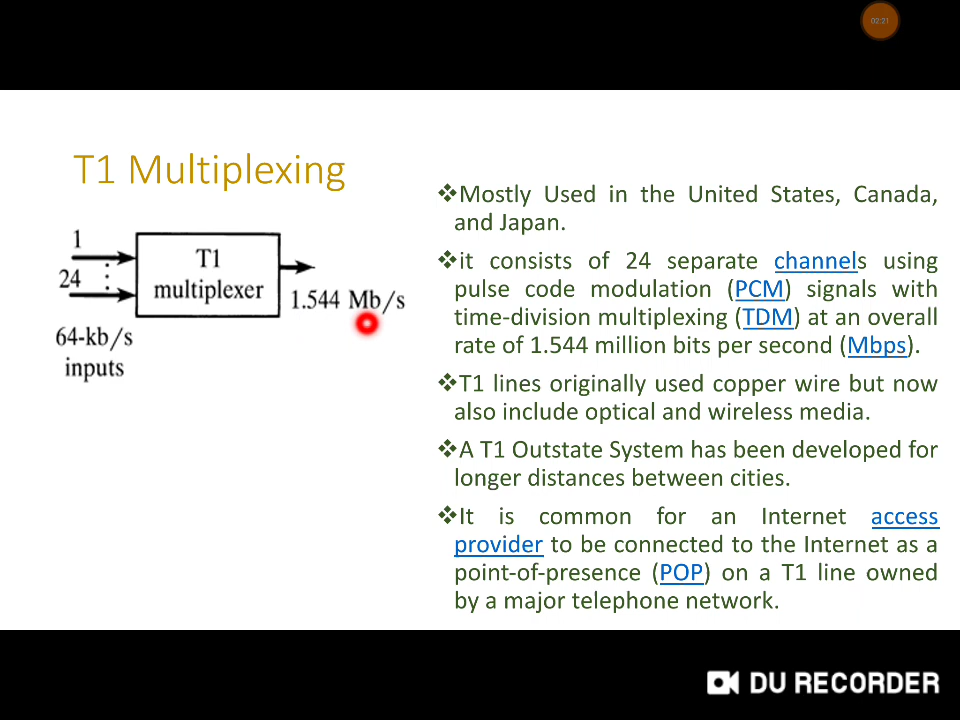 02:21
T1 Multiplexing
1
24
T1
multiplexer
1.544 Mb/s
64-kb/s
inputs
❖Mostly Used in the United States, Canada,
and Japan.
❖it consists of 24 separate channels using
pulse code modulation (PCM) signals with
time-division multiplexing (TDM) at an overall
rate of 1.544 million bits per second (Mbps).
❖T1 lines originally used copper wire but now
also include optical and wireless media.
❖A T1 Outstate System has been developed for
longer distances between cities.
❖It is common for an Internet access
provider to be connected to the Internet as a
point-of-presence (POP) on a T1 line owned
by a major telephone network.
DU RECORDER